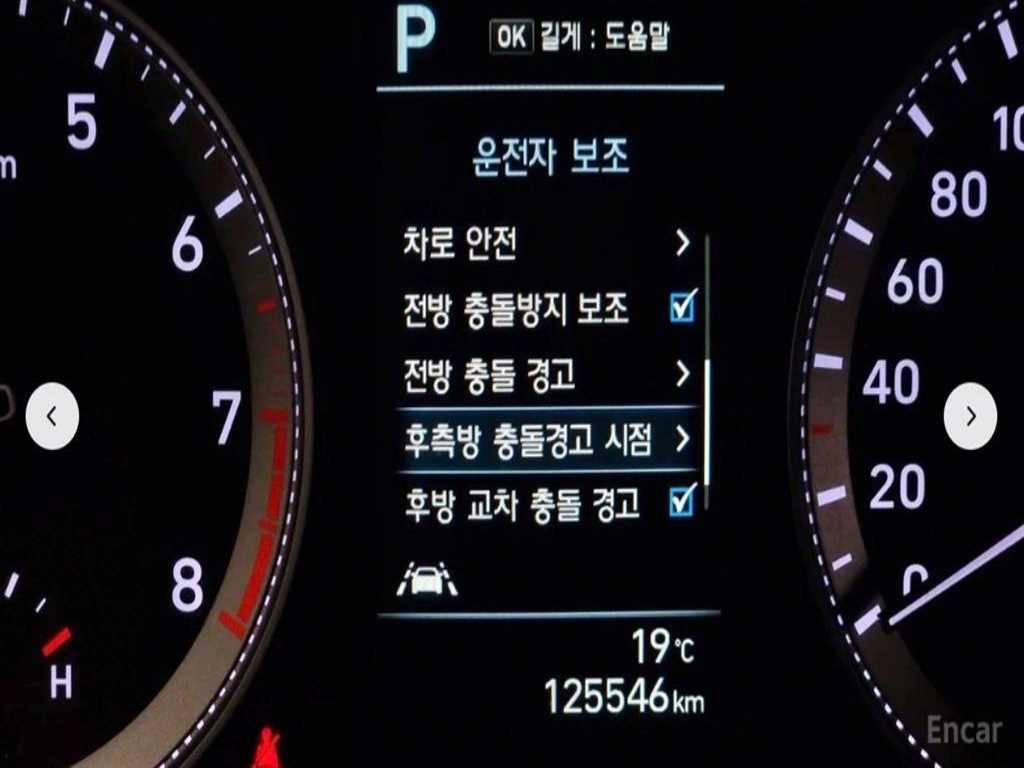 P
OK 길게 : 도움말
운전자 보조
차로 안전
전방 충돌방지 보조
전방 충돌 경고
후측방 충돌경고 시점
후방 교차 충돌 경고
19℃
125546km
5
6
7
8
H
80
60
40
20
0
Encar